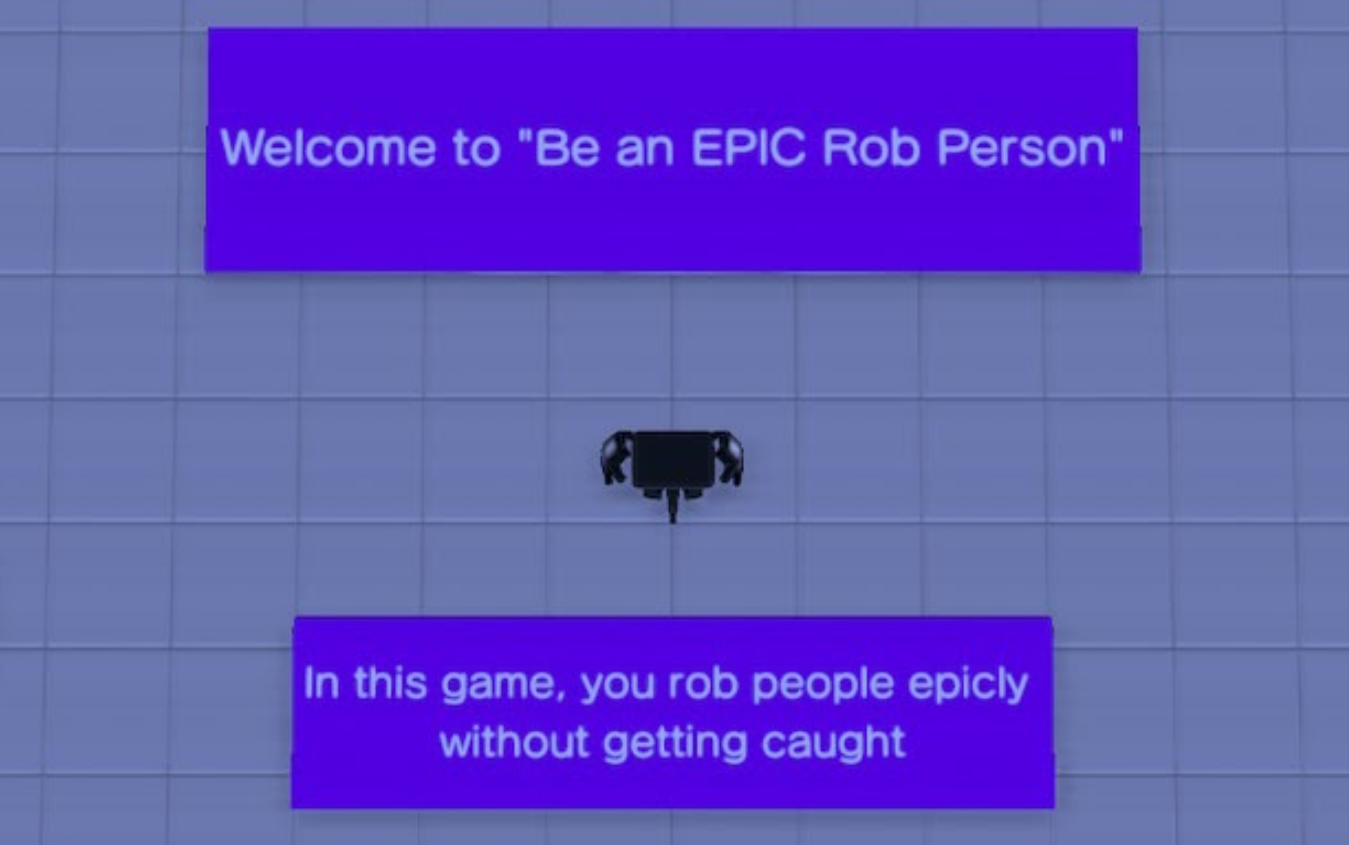 Welcome to "Be an EPIC Rob Person"
In this game, you rob people epicly
without getting caught